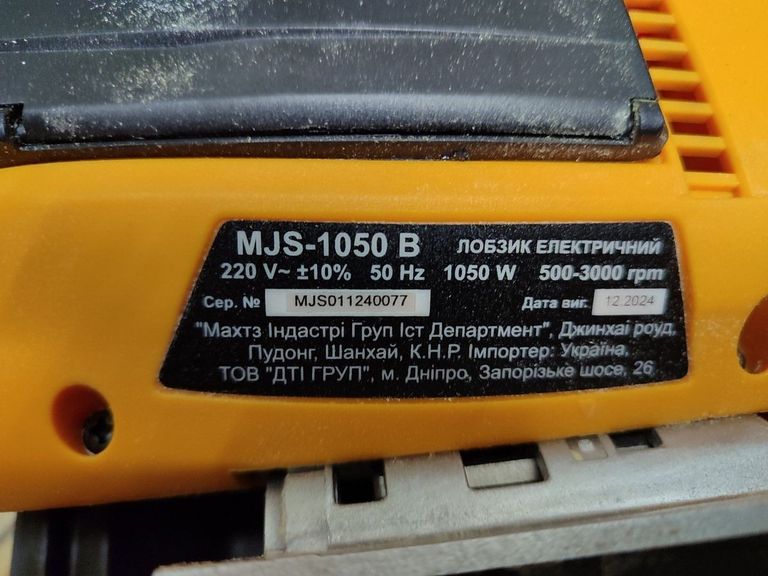 MJS-1050 B ЛОБЗИК ЕЛЕКТРИЧНИЙ
220 V~ ±10% 50 Hz 1050 W 500-3000 rpm
Сер. № MJS011240077 Дата виг. 12.2024
"Махтз Індастрі Груп Іст Департмент", Джинхаі роуд,
Пудонг, Шанхай, К.Н.Р. Імпортер: Україна,
ТОВ "ДТІ ГРУП", м. Дніпро, Запорізьке шосе, 26